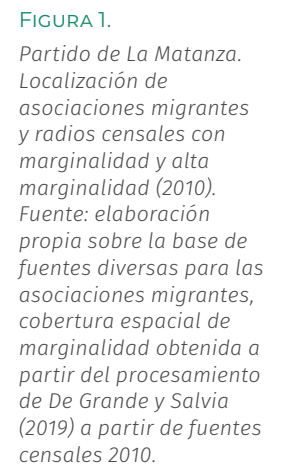 Figura 1.
Partido de La Matanza.
Localización de
asociaciones migrantes
y radios censales con
marginalidad y alta
marginalidad (2010).
Fuente: elaboración
propia sobre la base de
fuentes diversas para las
asociaciones migrantes,
cobertura espacial de
marginalidad obtenida a
partir del procesamiento
de De Grande y Salvia
(2019) a partir de fuentes
censales 2010.